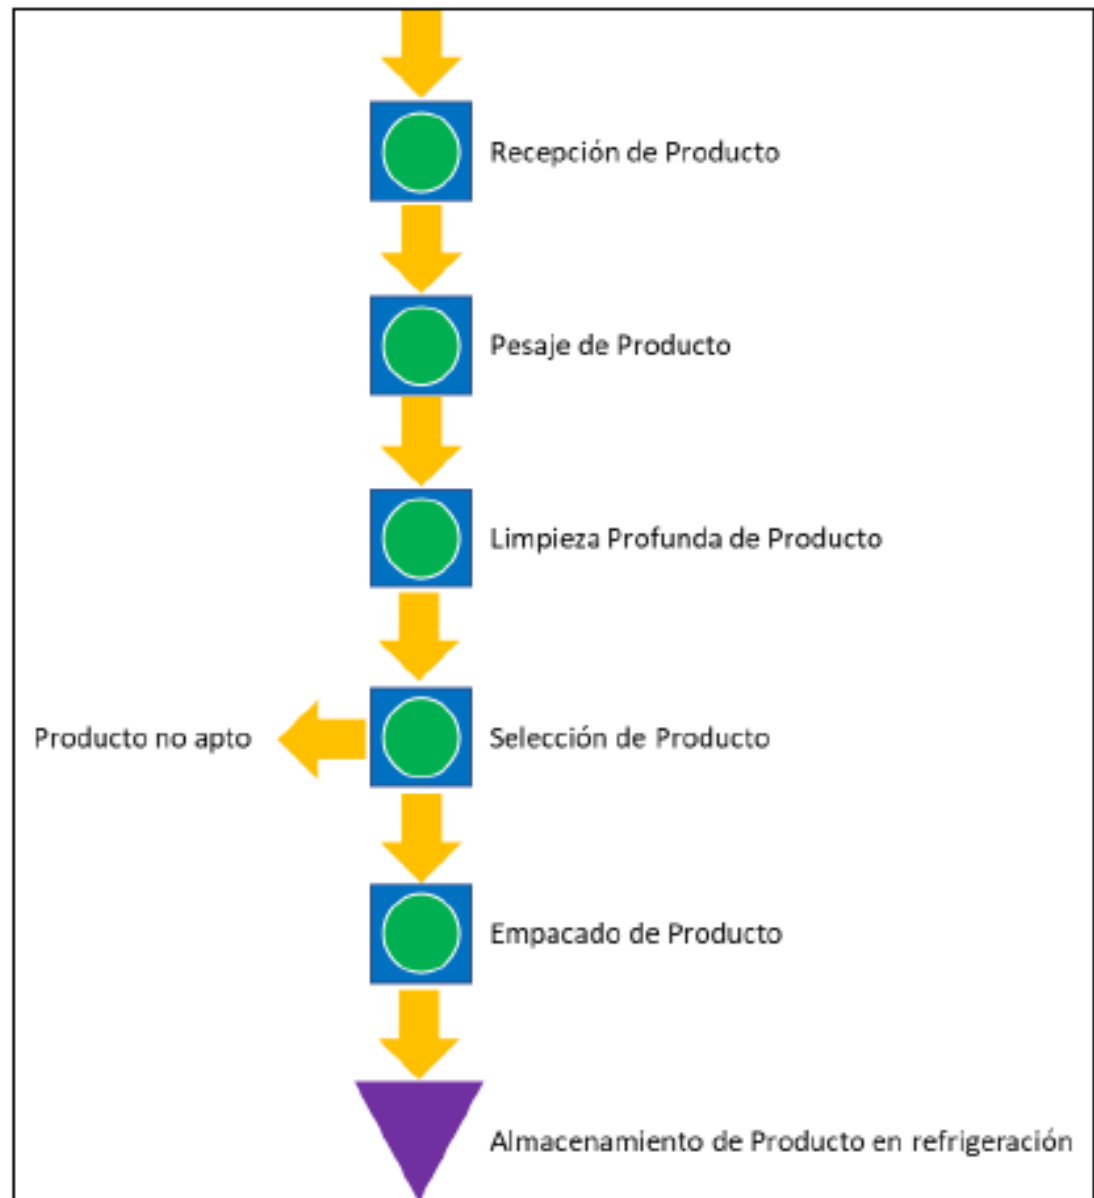 Recepción de Producto
Pesaje de Producto
Limpieza Profunda de Producto
Producto no apto
Selección de Producto
Empacado de Producto
Almacenamiento de Producto en refrigeración